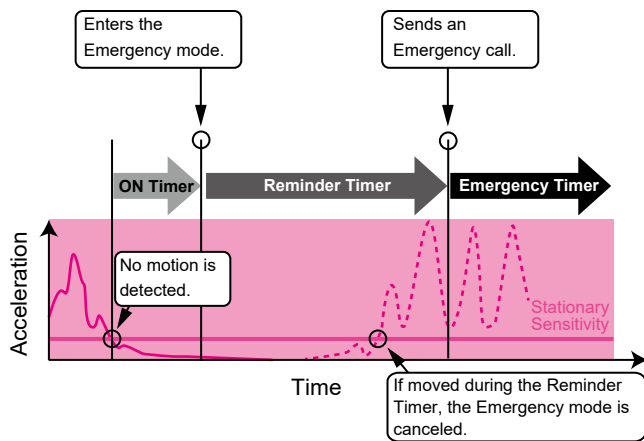 Enters the
Emergency mode.
Sends an
Emergency call.
ON Timer
Reminder Timer
Emergency Timer
Acceleration
No motion is
detected.
Stationary
Sensitivity
Time
If moved during the Reminder
Timer, the Emergency mode is
canceled.